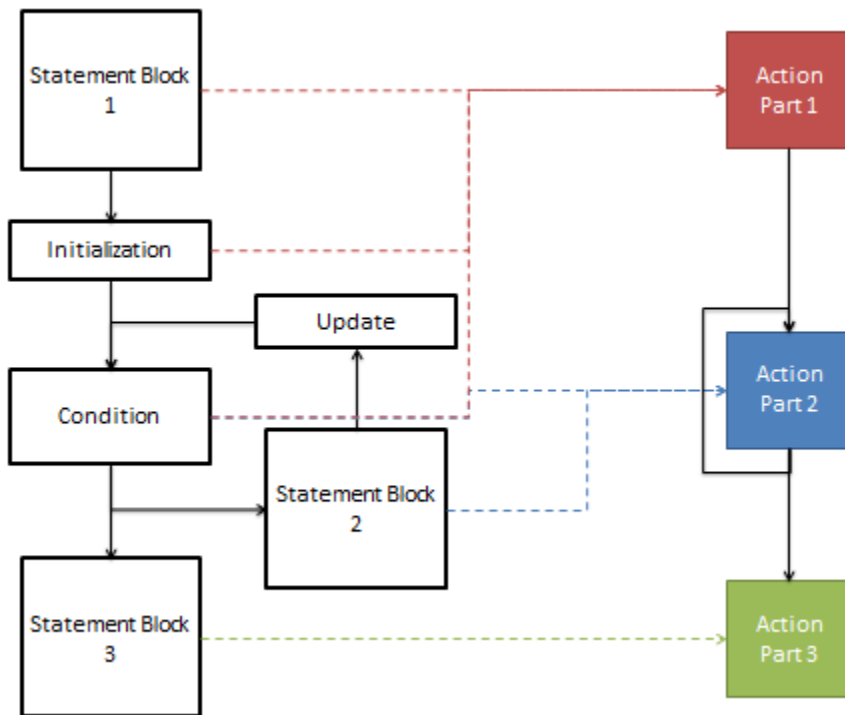 Statement Block
1
Action
Part 1
Initialization
Update
Condition
Action
Part 2
Statement Block
2
Statement Block
3
Action
Part 3